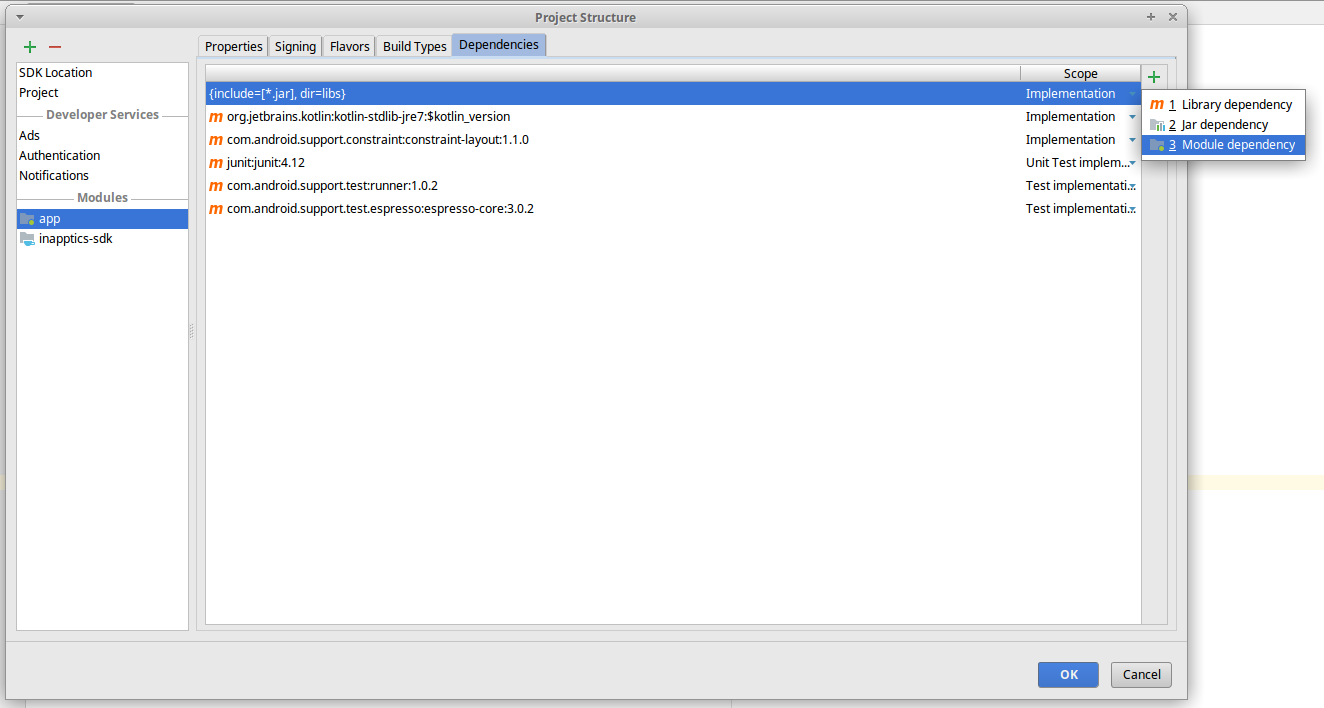 Project Structure
Properties Signing Flavors Build Types Dependencies
SDK Location
Project
Developer Services
Ads
Authentication
Notifications
Modules
app
inapptics-sdk
Scope
{include=[*.jar], dir=libs} Implementation
m org.jetbrains.kotlin:kotlin-stdlib-jre7:$kotlin_version Implementation
m com.android.support.constraint:constraint-layout:1.1.0 Implementation
m junit:junit:4.12 Unit Test implem...
m com.android.support.test:runner:1.0.2 Test implementati...
m com.android.support.test.espresso:espresso-core:3.0.2 Test implementati...
m 1 Library dependency
2 Jar dependency
3 Module dependency
OK Cancel